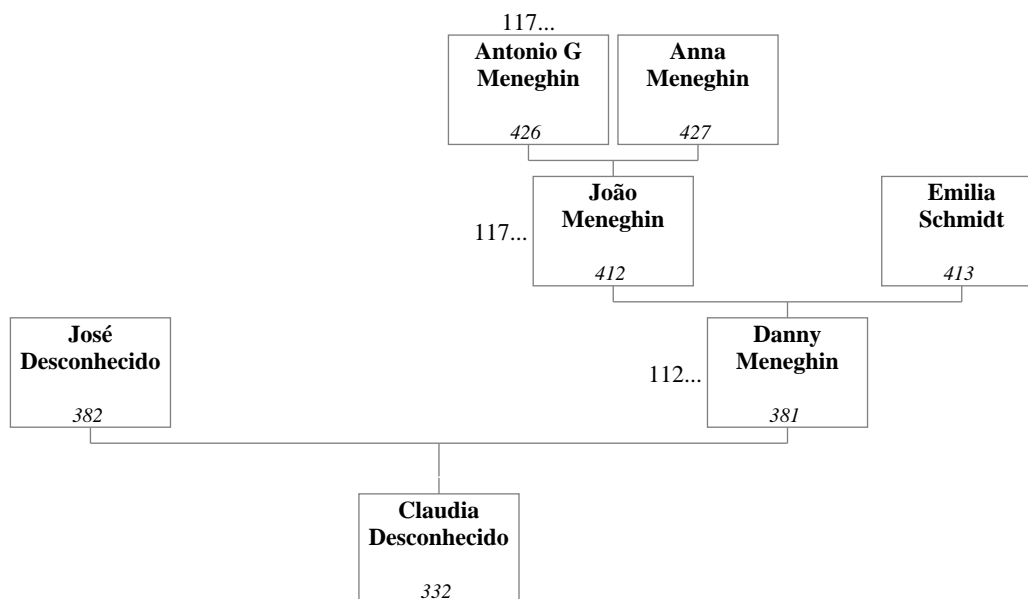 117...
Antonio G
Meneghin
426
Anna
Meneghin
427
117...
João
Meneghin
412
Emilia
Schmidt
413
José
Desconhecido
382
112...
Danny
Meneghin
381
Claudia
Desconhecido
332